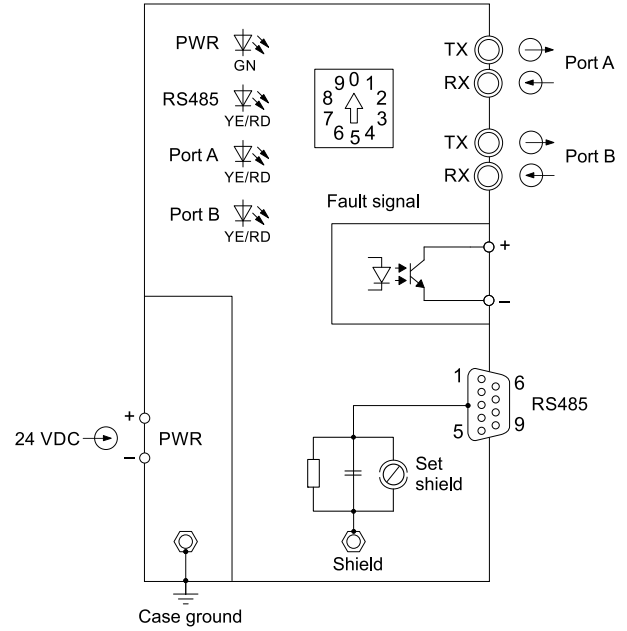 PWR
GN
RS485
YE/RD
Port A
YE/RD
Port B
YE/RD
9 0 1
8 2
7 3
6 5 4
TX
RX
Port A
TX
RX
Port B
Fault signal
+
–
1
6
5
9
RS485
24 VDC
+
–
PWR
Set
shield
Shield
Case ground